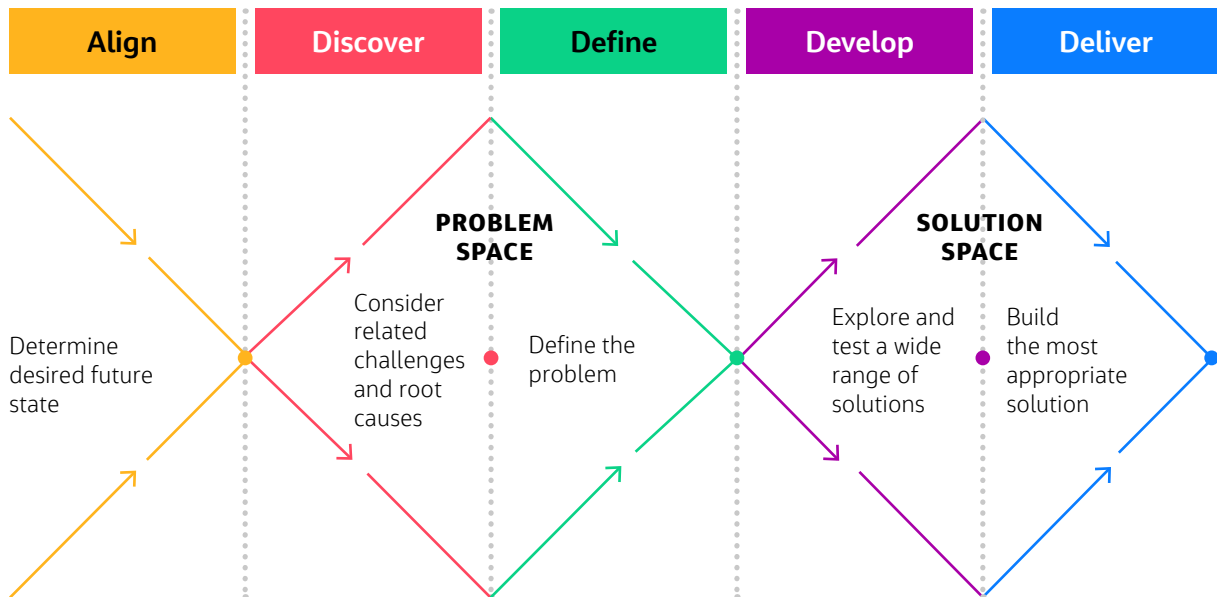 Align
Discover
Define
Develop
Deliver
PROBLEM
SPACE
SOLUTION
SPACE
Determine
desired future
state
Consider
related
challenges
and root
causes
Define the
problem
Explore and
test a wide
range of
solutions
Build
the most
appropriate
solution